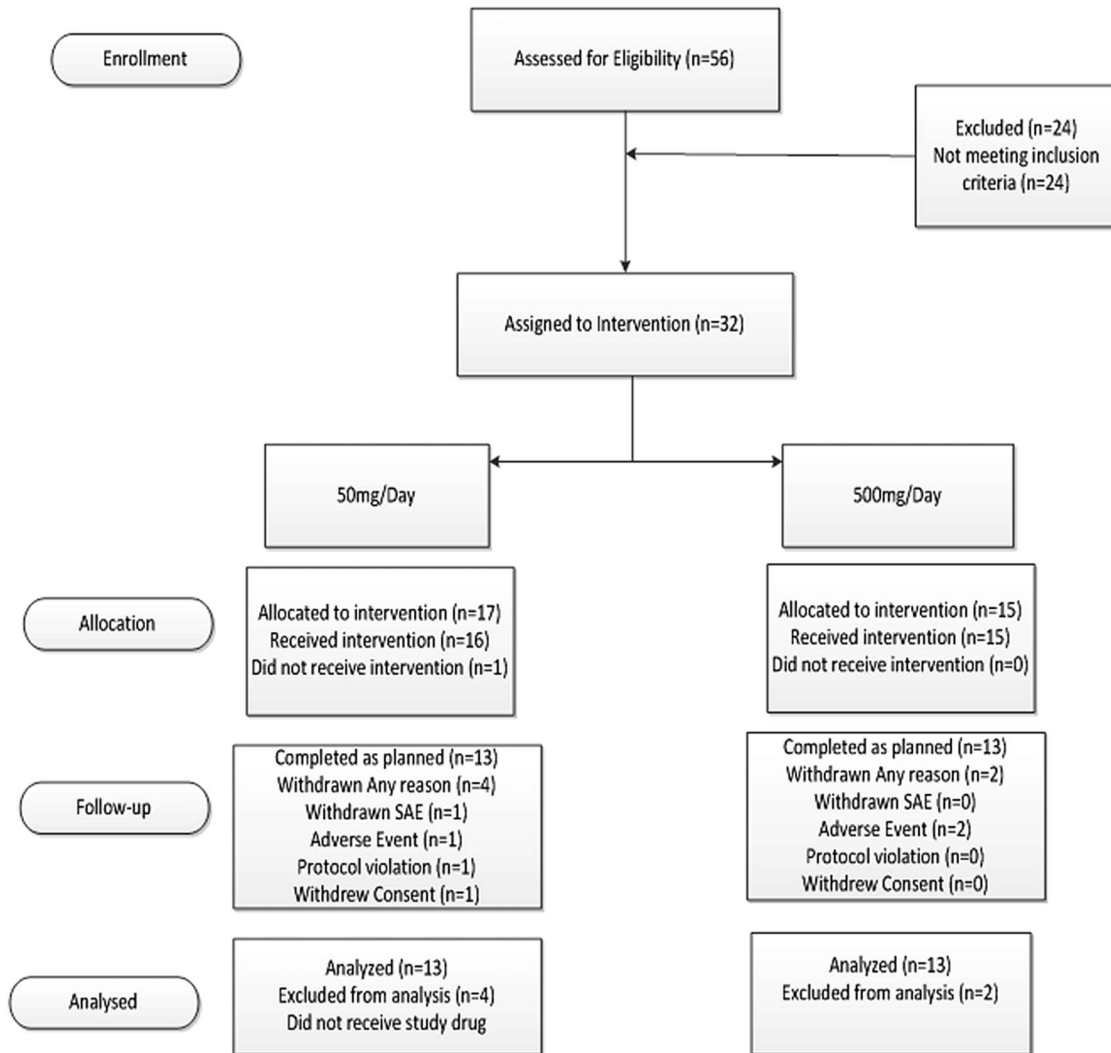 Enrollment
Assessed for Eligibility (n=56)
Excluded (n=24)
Not meeting inclusion
criteria (n=24)
Assigned to Intervention (n=32)
50mg/Day
500mg/Day
Allocation
Allocated to intervention (n=17)
Received intervention (n=16)
Did not receive intervention (n=1)
Allocated to intervention (n=15)
Received intervention (n=15)
Did not receive intervention (n=0)
Follow-up
Completed as planned (n=13)
Withdrawn Any reason (n=4)
Withdrawn SAE (n=1)
Adverse Event (n=1)
Protocol violation (n=1)
Withdrew Consent (n=1)
Completed as planned (n=13)
Withdrawn Any reason (n=2)
Withdrawn SAE (n=0)
Adverse Event (n=2)
Protocol violation (n=0)
Withdrew Consent (n=0)
Analysed
Analyzed (n=13)
Excluded from analysis (n=4)
Did not receive study drug
Analyzed (n=13)
Excluded from analysis (n=2)